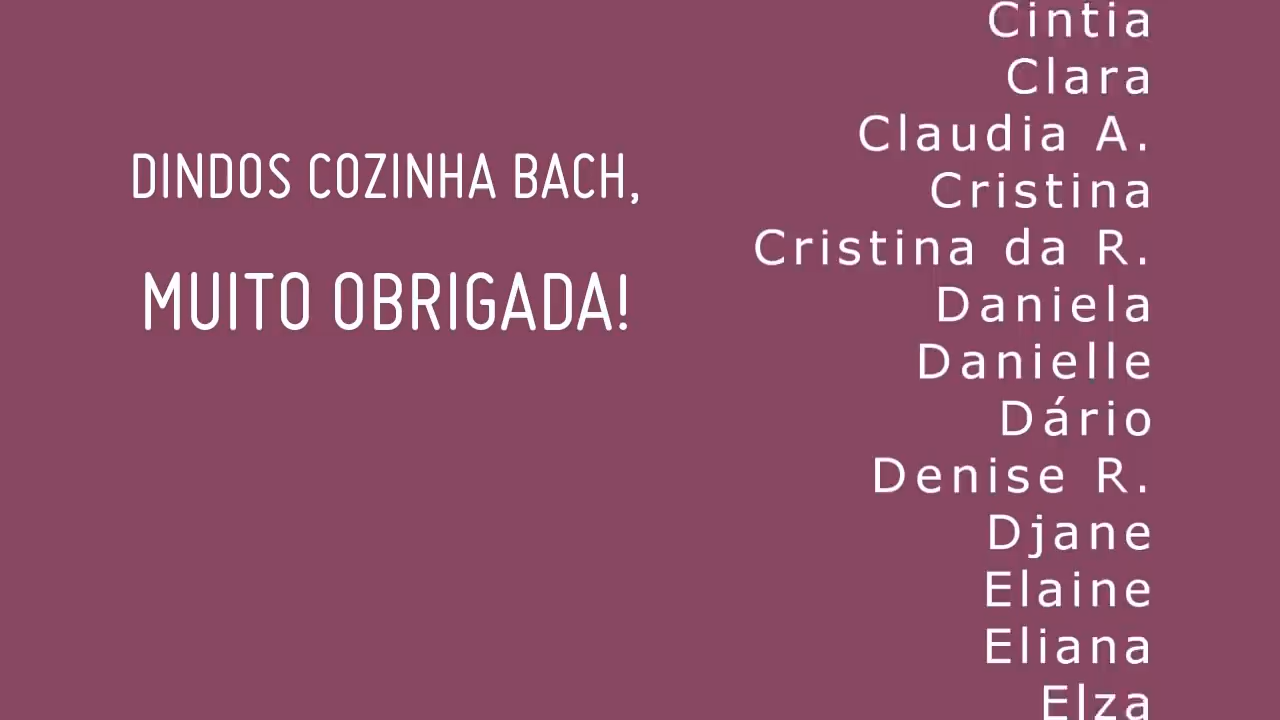 DINDOS COZINHA BACH,
MUITO OBRIGADA!
Cintia
Clara
Claudia A.
Cristina
Cristina da R.
Daniela
Danielle
Dário
Denise R.
Djane
Elaine
Eliana
Elza